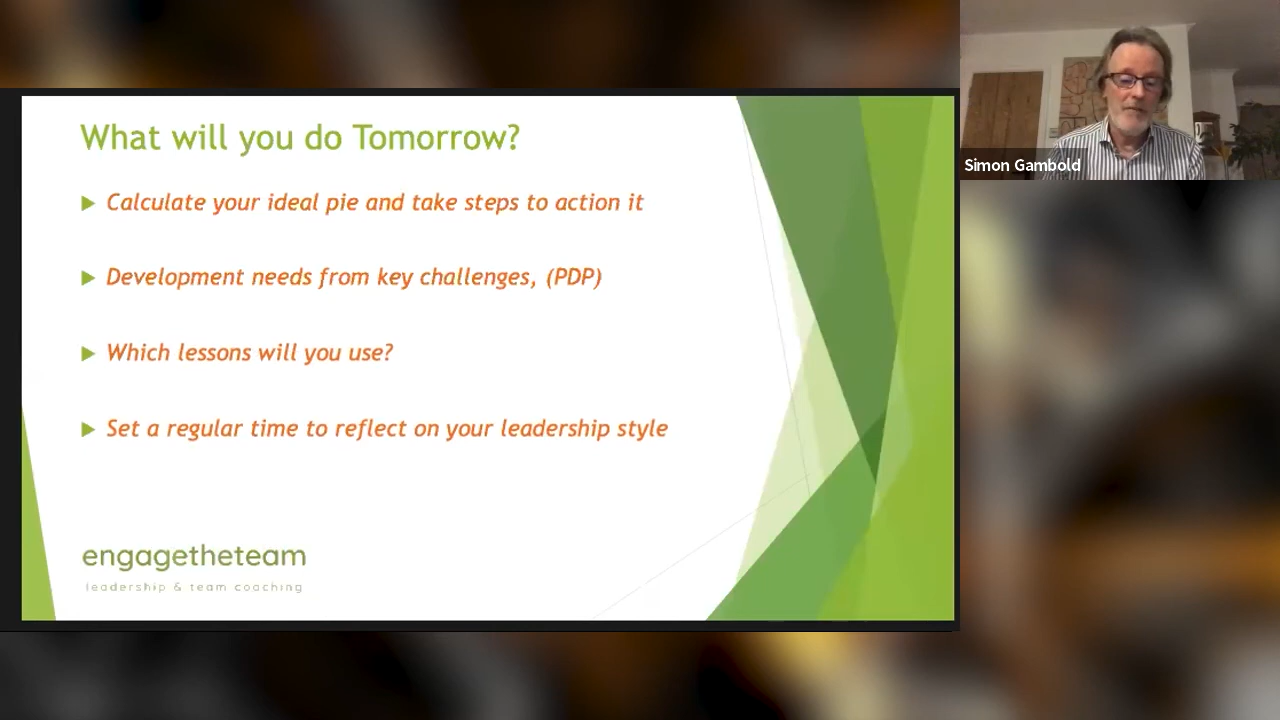 What will you do Tomorrow?
Calculate your ideal pie and take steps to action it
Development needs from key challenges, (PDP)
Which lessons will you use?
Set a regular time to reflect on your leadership style
engagetheteam
leadership & team coaching
Simon Gambold